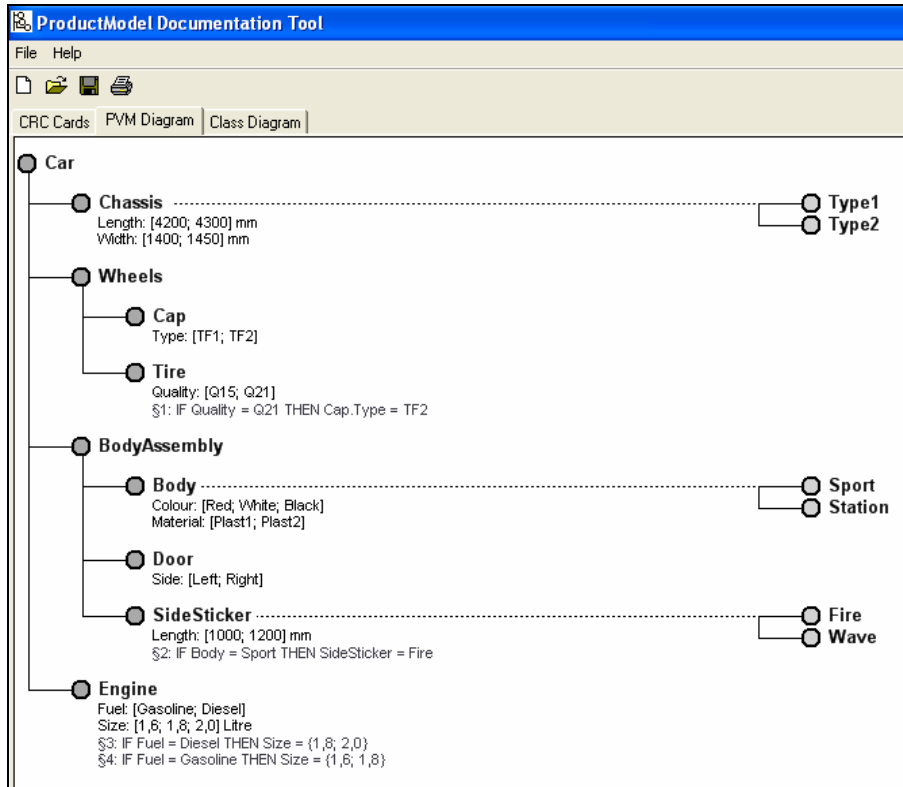 ProductModel Documentation Tool
File Help
CRC Cards PVM Diagram Class Diagram
Car
Chassis Type1
Type2
Length: [4200; 4300] mm
Width: [1400; 1450] mm
Wheels
Cap
Type: [TF1; TF2]
Tire
Quality: [Q15; Q21]
§1: IF Quality = Q21 THEN Cap.Type = TF2
BodyAssembly
Body Sport
Colour: [Red; White; Black] Station
Material: [Plast1; Plast2]
Door
Side: [Left; Right]
SideSticker Fire
Length: [1000; 1200] mm Wave
§2: IF Body = Sport THEN SideSticker = Fire
Engine
Fuel: [Gasoline; Diesel]
Size: [1,6; 1,8; 2,0] Litre
§3: IF Fuel = Diesel THEN Size = {1,8; 2,0}
§4: IF Fuel = Gasoline THEN Size = {1,6; 1,8}